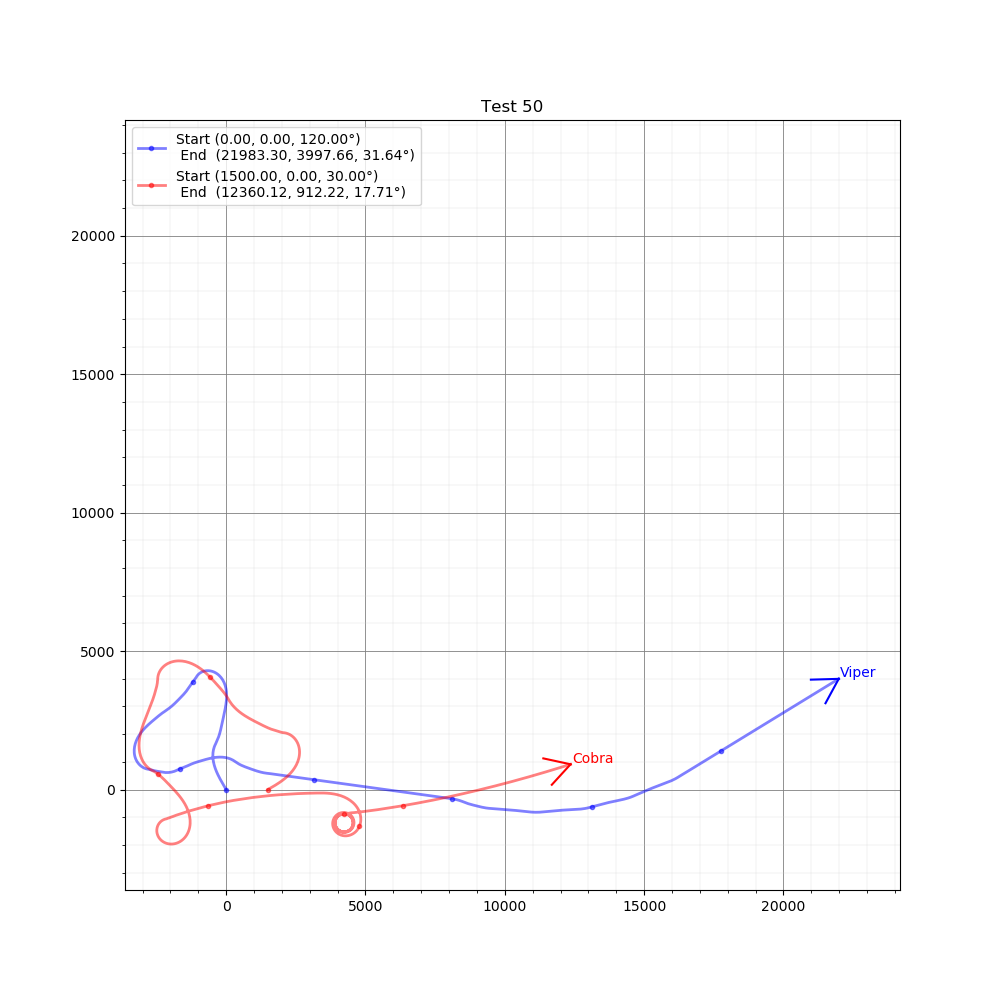 Test 50
Start (0.00, 0.00, 120.00°)
End  (21983.30, 3997.66, 31.64°)
Start (1500.00, 0.00, 30.00°)
End  (12360.12, 912.22, 17.71°)
20000
15000
10000
5000
0
Viper
Cobra
0 5000 10000 15000 20000